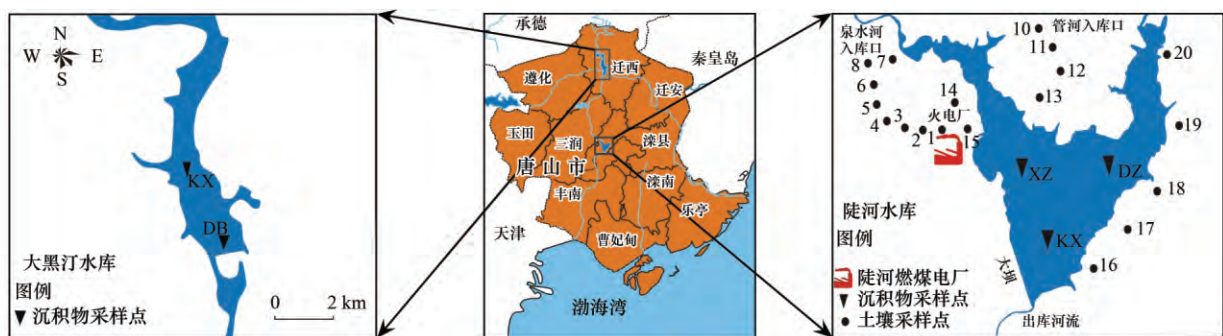 N
W E
S
KX
DB
大黑汀水库
图例
沉积物采样点
0 2 km
承德
秦皇岛
遵化
迁西
迁安
玉田
三润
滦县
唐山市
丰南
滦南
乐亭
天津
曹妃甸
渤海湾
泉水河
入库口
管河入库口
10
11
12
13
20
8
7
6
5
4
3
2
1
14
火电厂
15
19
XZ
DZ
18
陡河水库
17
图例
KX
16
大坝
陡河燃煤电厂
沉积物采样点
土壤采样点
出库河流